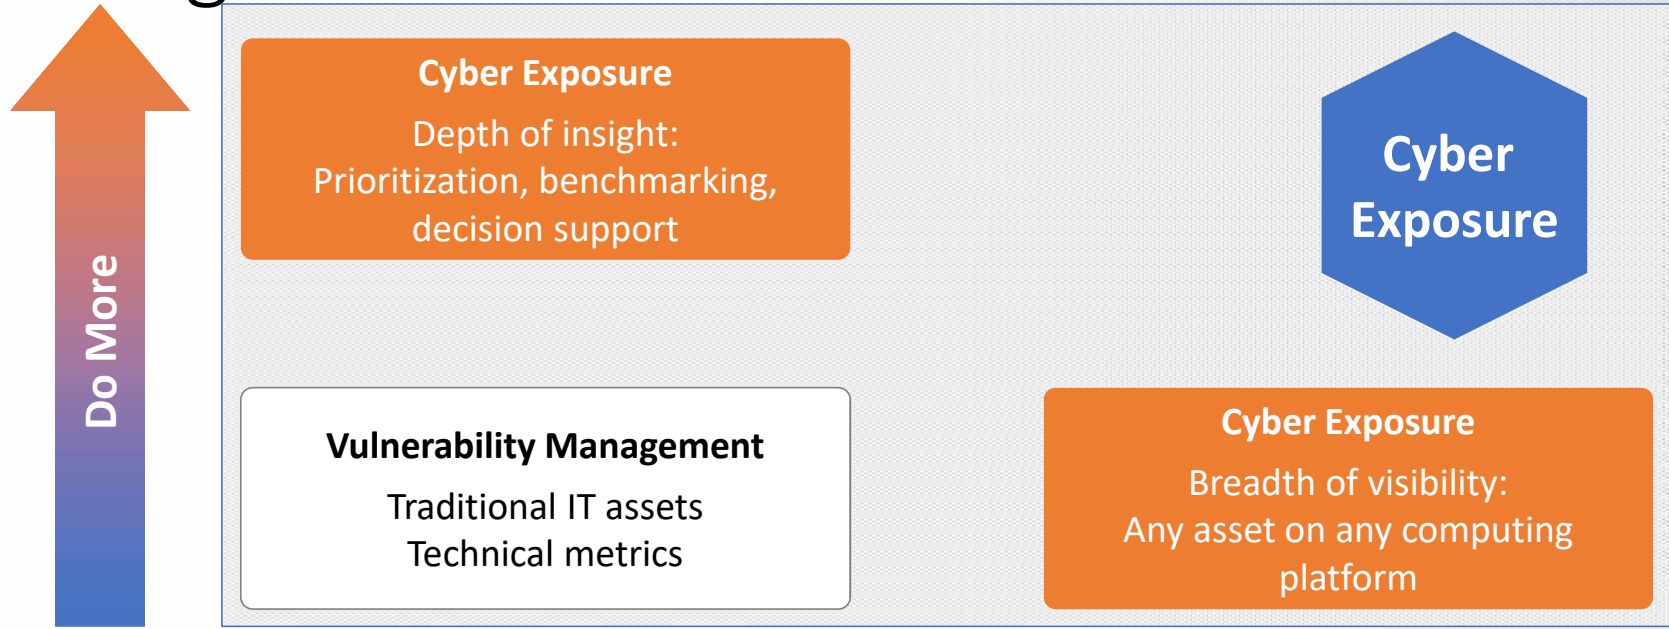 Cyber Exposure
Depth of insight:
Prioritization, benchmarking,
decision support
Cyber
Exposure
Do More
Vulnerability Management
Traditional IT assets
Technical metrics
Cyber Exposure
Breadth of visibility:
Any asset on any computing
platform